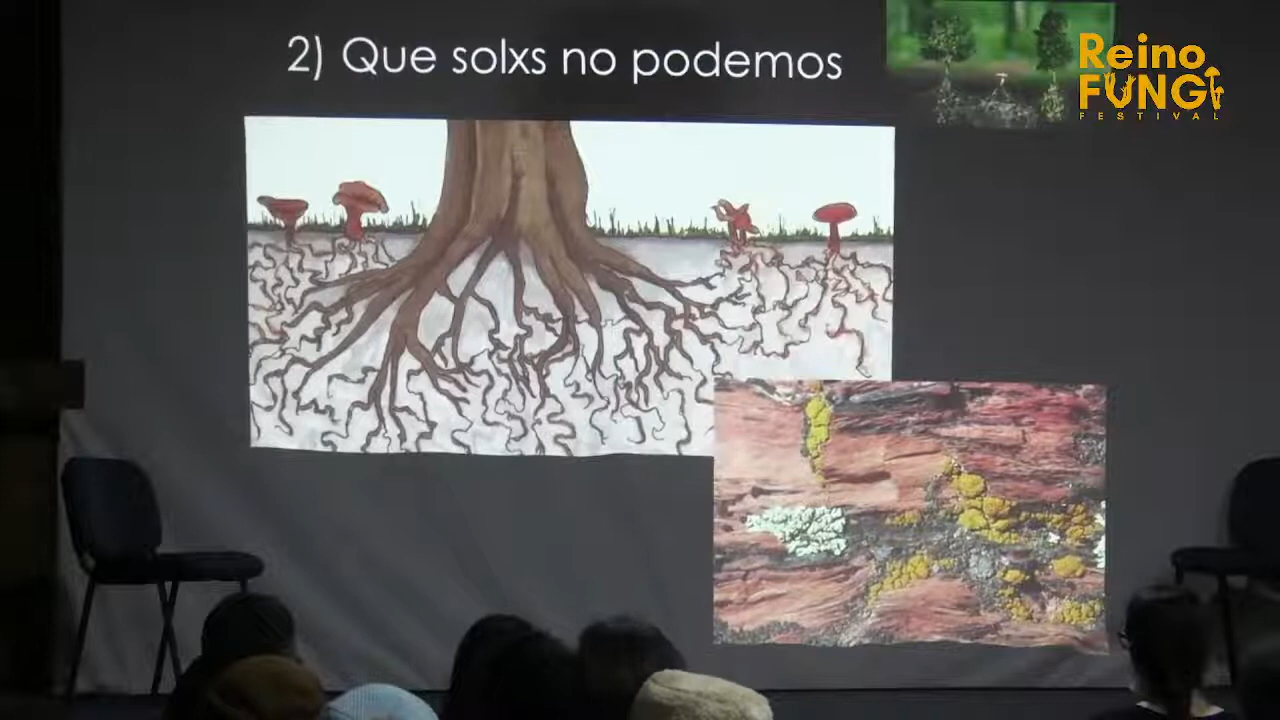 2) Que solxs no podemos
Reino
FUNGI
FESTIVAL